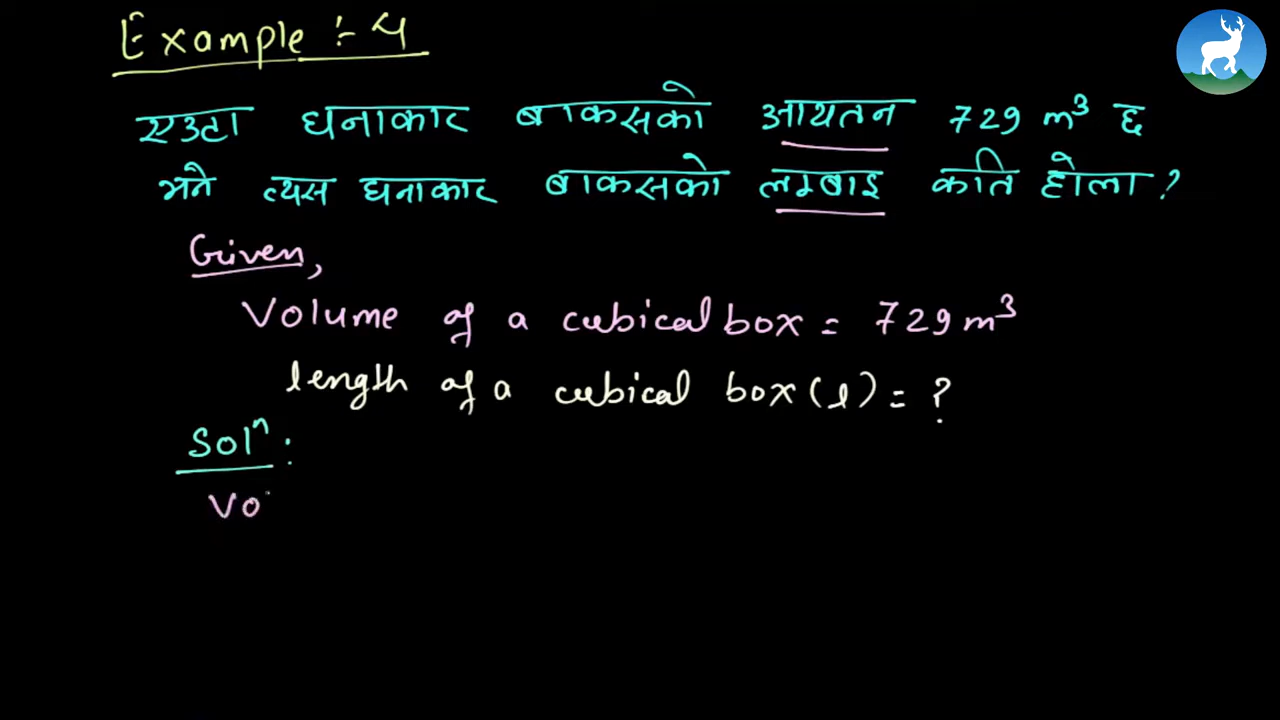 Example :- 4
एउटा घनाकार बाकसको आयतन 729 m³ छ
भने त्यस घनाकार बाकसको लम्बाइ कति होला ?
Given,
Volume of a cubical box = 729 m³
length of a cubical box (l) = ?
Solⁿ :
Vo